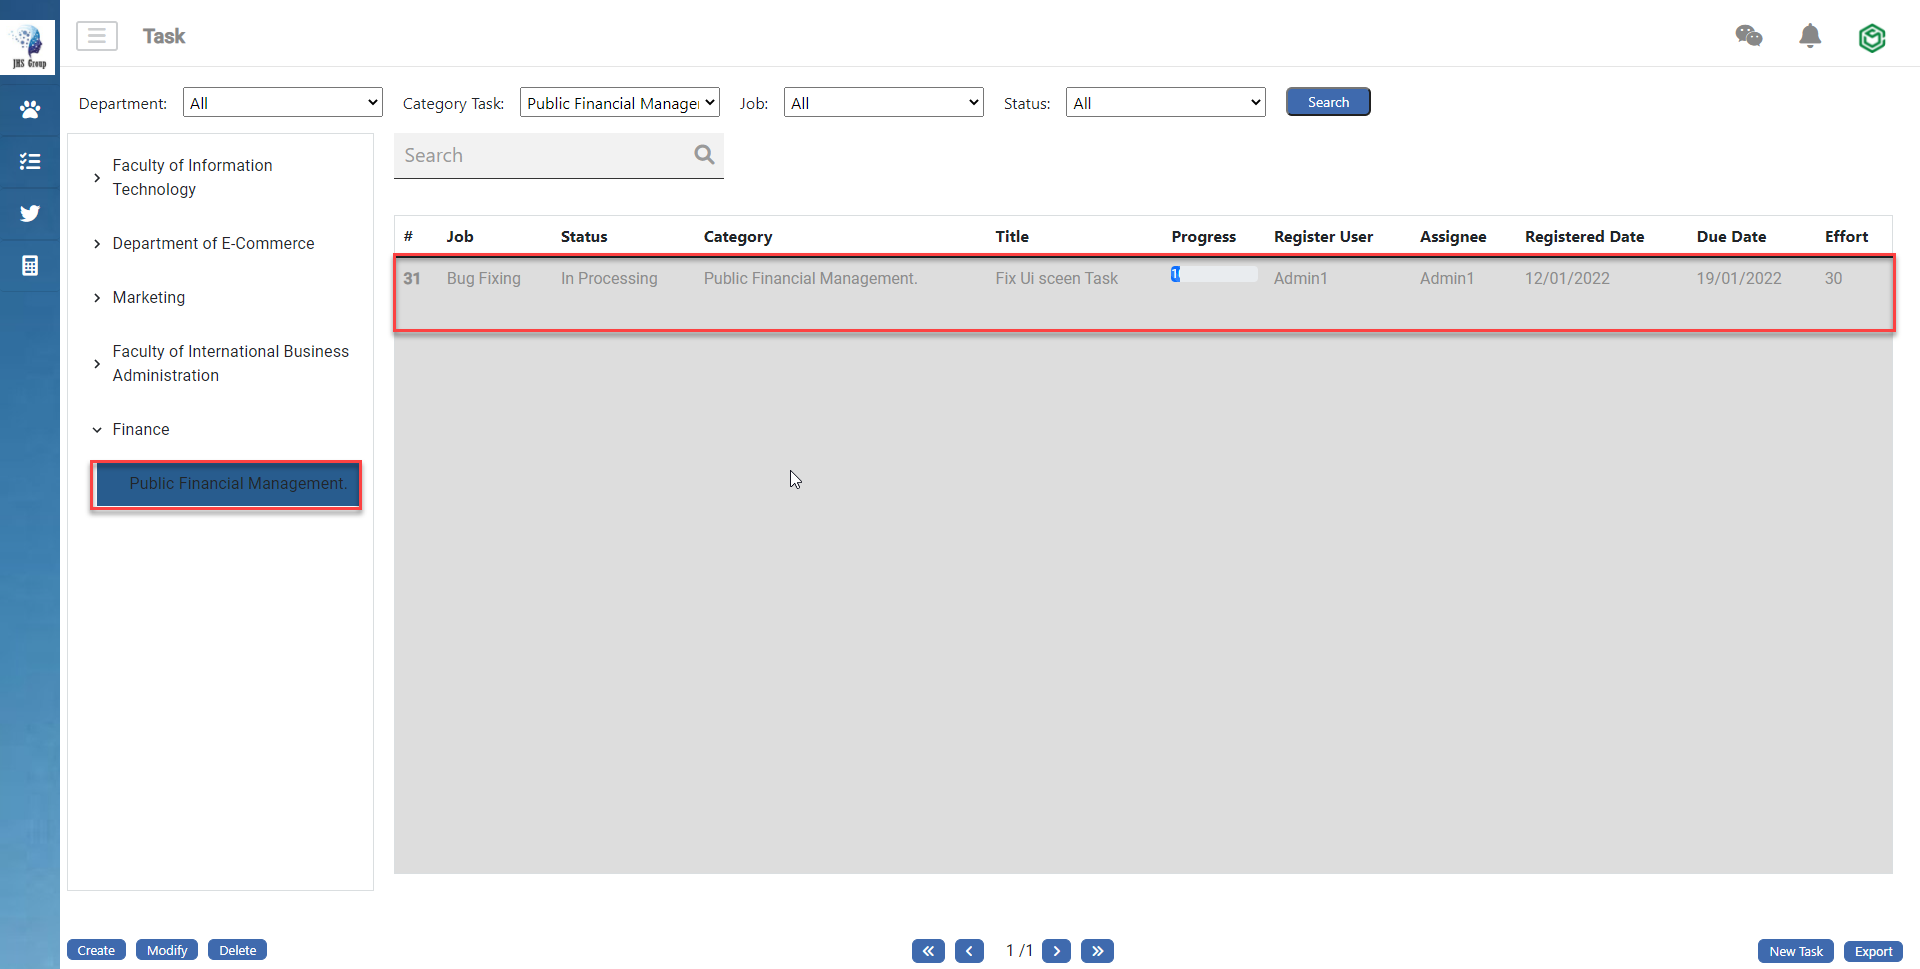 JHS Group
Task
Department: All Category Task: Public Financial Manage Job: All Status: All Search
Search
Faculty of Information
Technology
Department of E-Commerce
Marketing
Faculty of International Business
Administration
Finance
Public Financial Management.
# Job Status Category Title Progress Register User Assignee Registered Date Due Date Effort
31 Bug Fixing In Processing Public Financial Management. Fix Ui sceen Task Admin1 Admin1 12/01/2022 19/01/2022 30
Create Modify Delete
1 /1
New Task Export